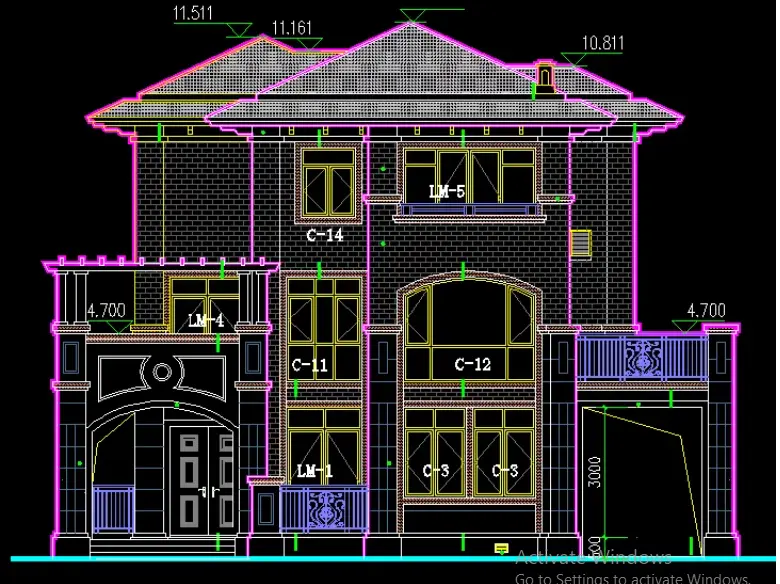 11.511
11.161
10.811
LM-5
C-14
4.700
LM-4
4.700
C-11
C-12
LM-1
C-3
C-3
3000
Activate Windows
Go to Settings to activate Windows.